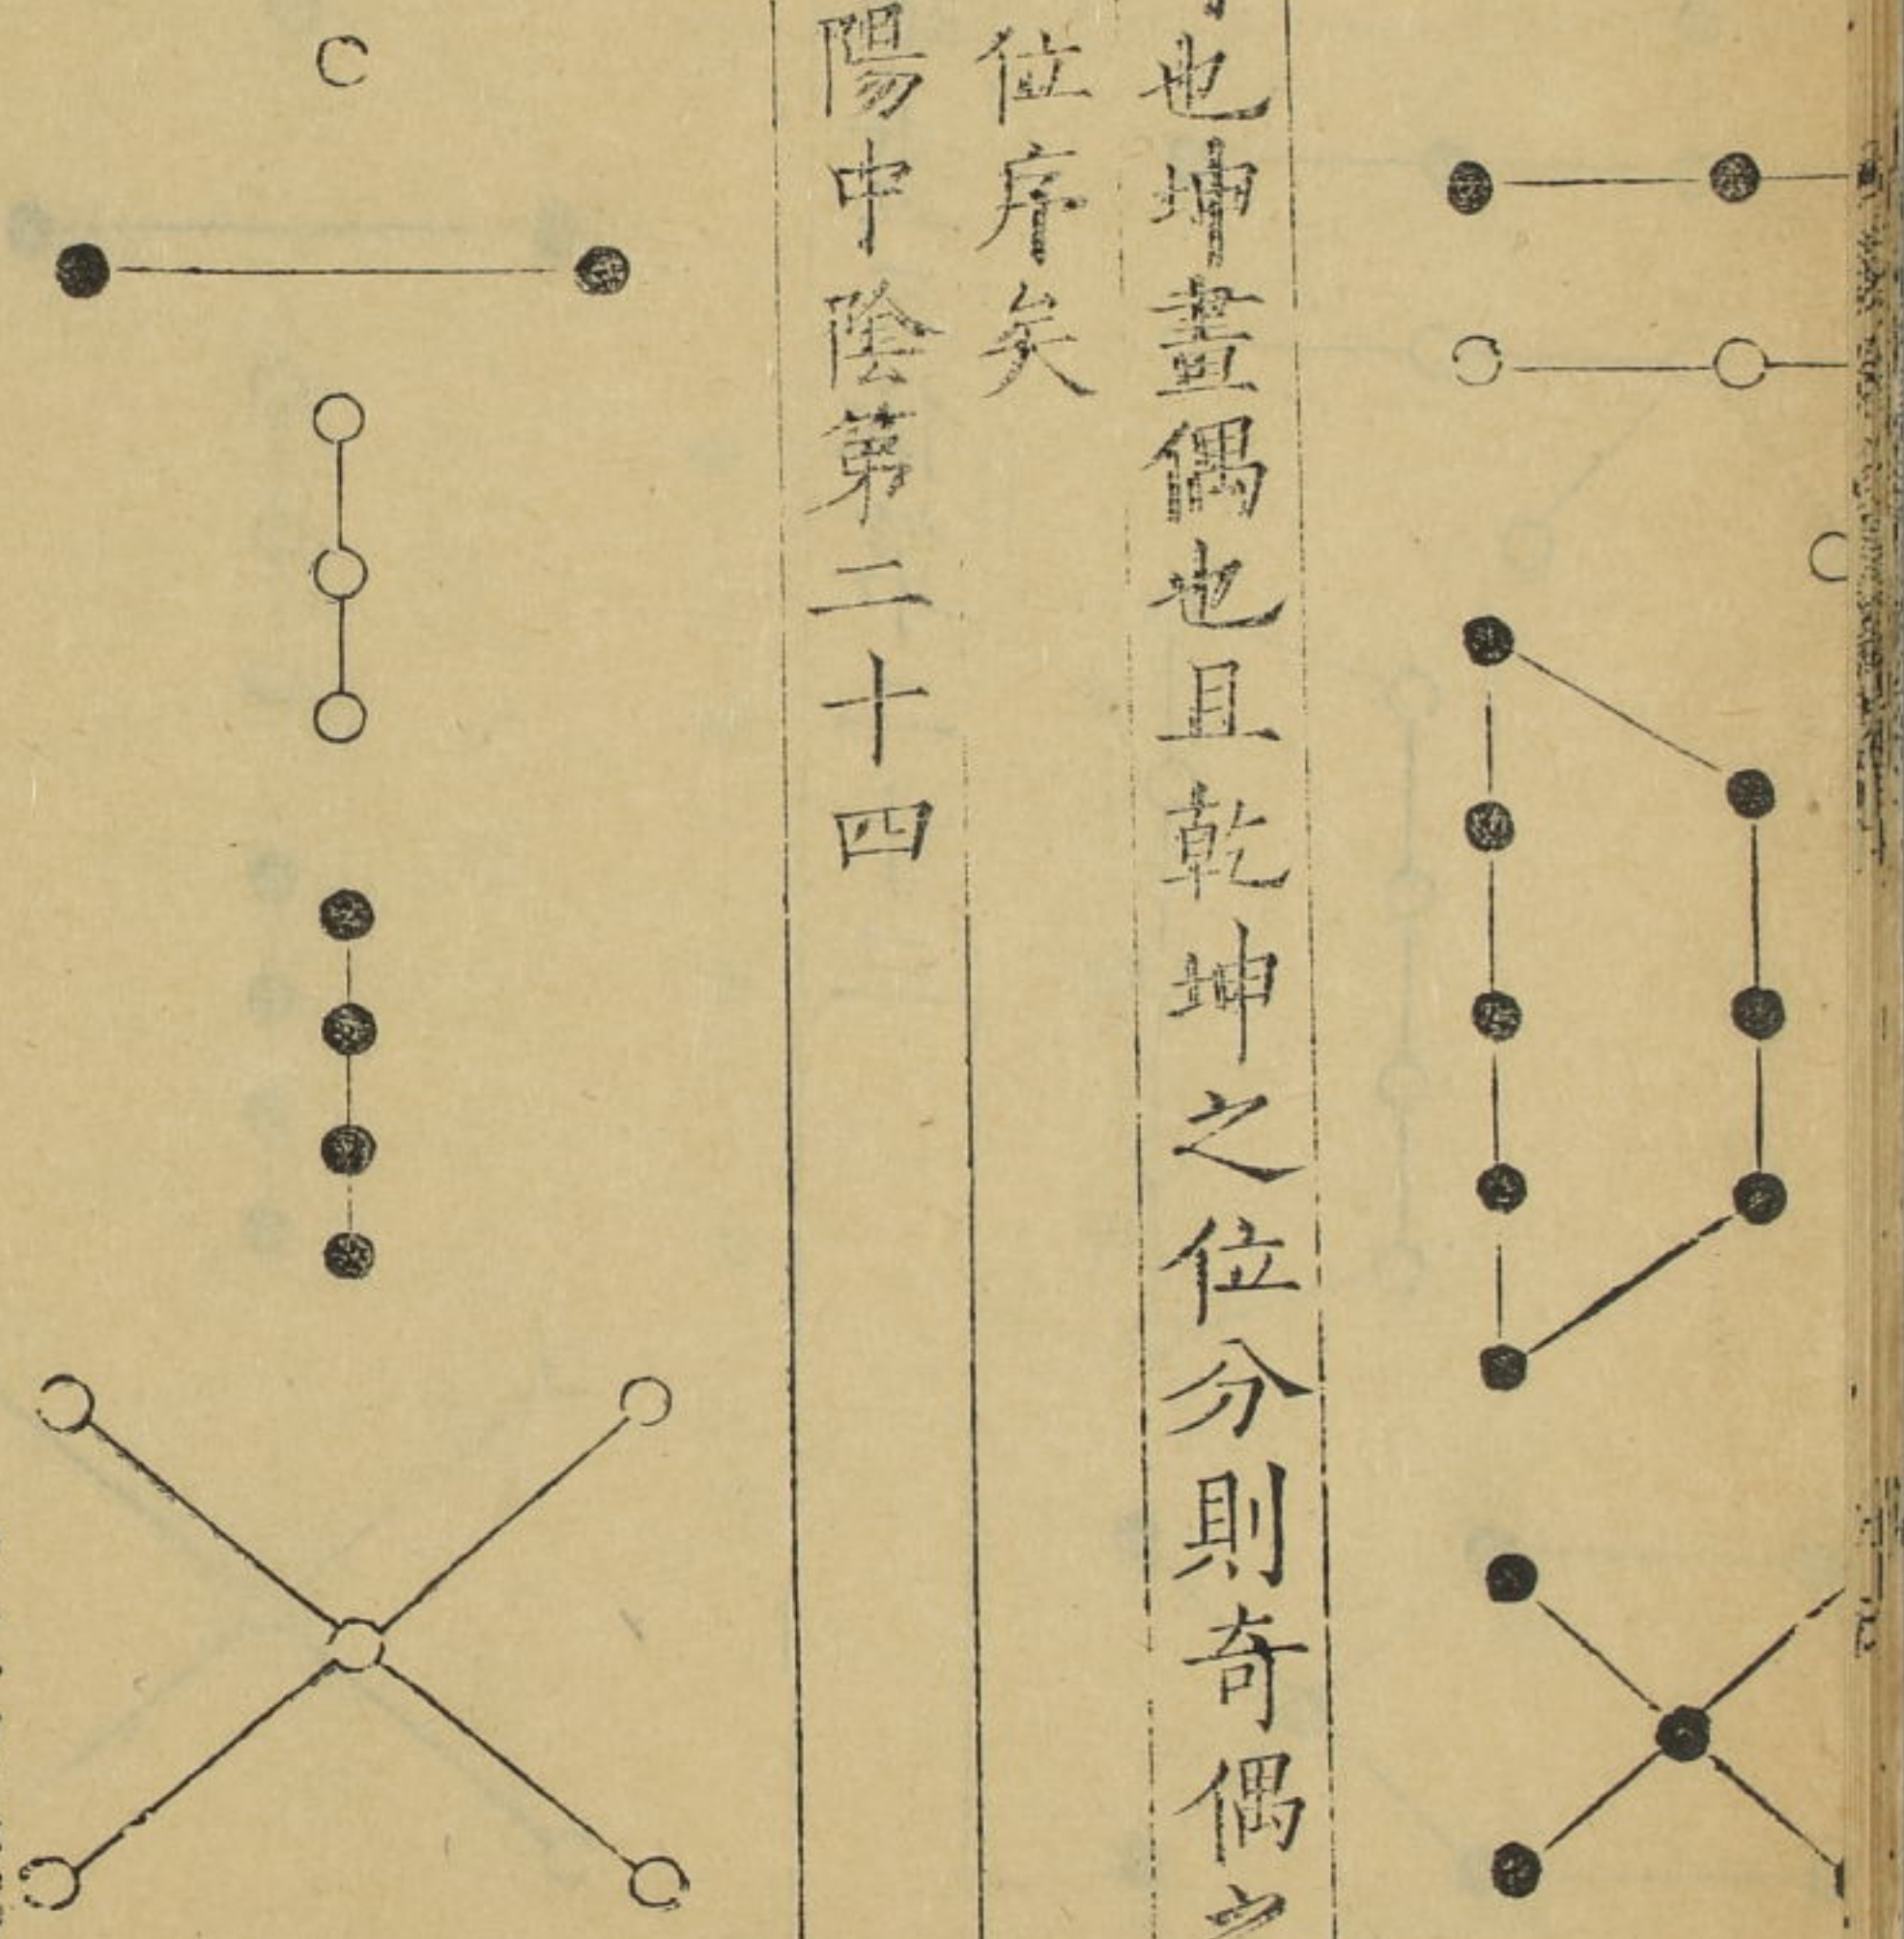 也坤畫偶也且乾坤之位分則奇偶之
位序矣
陽中陰第二十四